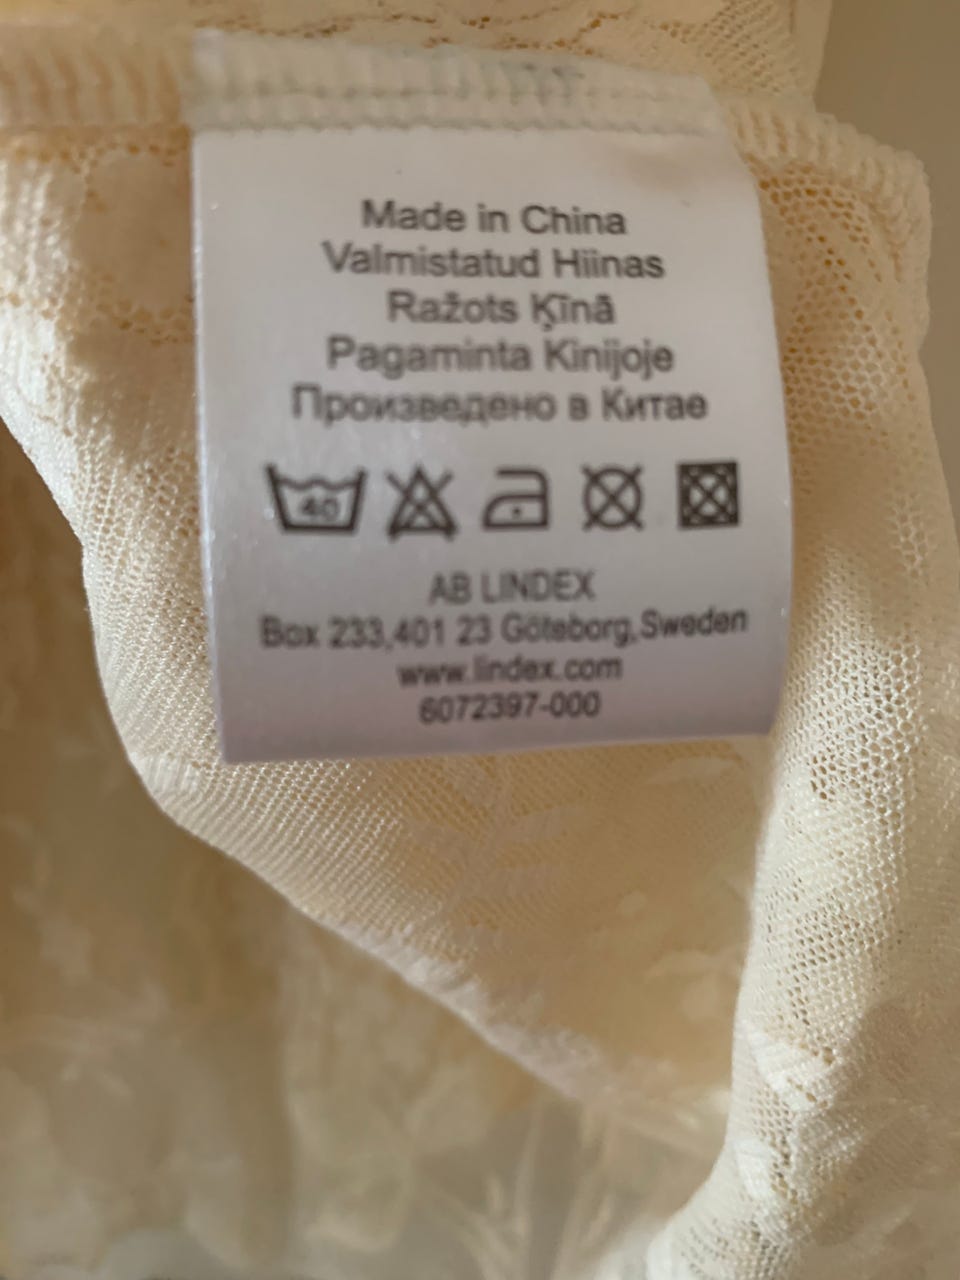 Made in China
Valmistatud Hiinas
Ražots Ķīnā
Pagaminta Kinijoje
Произведено в Китае
40
AB LINDEX
Box 233,401 23 Göteborg,Sweden
www.lindex.com
6072397-000